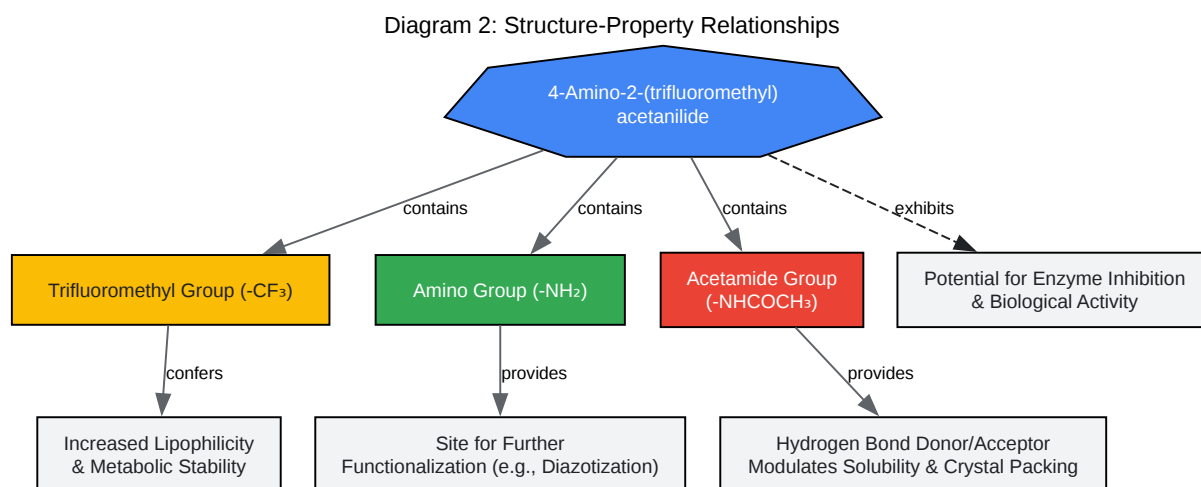 Diagram 2: Structure-Property Relationships
4-Amino-2-(trifluoromethyl)
acetanilide
contains
contains
contains
exhibits
Trifluoromethyl Group (-CF₃)
Amino Group (-NH₂)
Acetamide Group
(-NHCOCH₃)
Potential for Enzyme Inhibition
& Biological Activity
confers
provides
provides
Increased Lipophilicity
& Metabolic Stability
Site for Further
Functionalization (e.g., Diazotization)
Hydrogen Bond Donor/Acceptor
Modulates Solubility & Crystal Packing